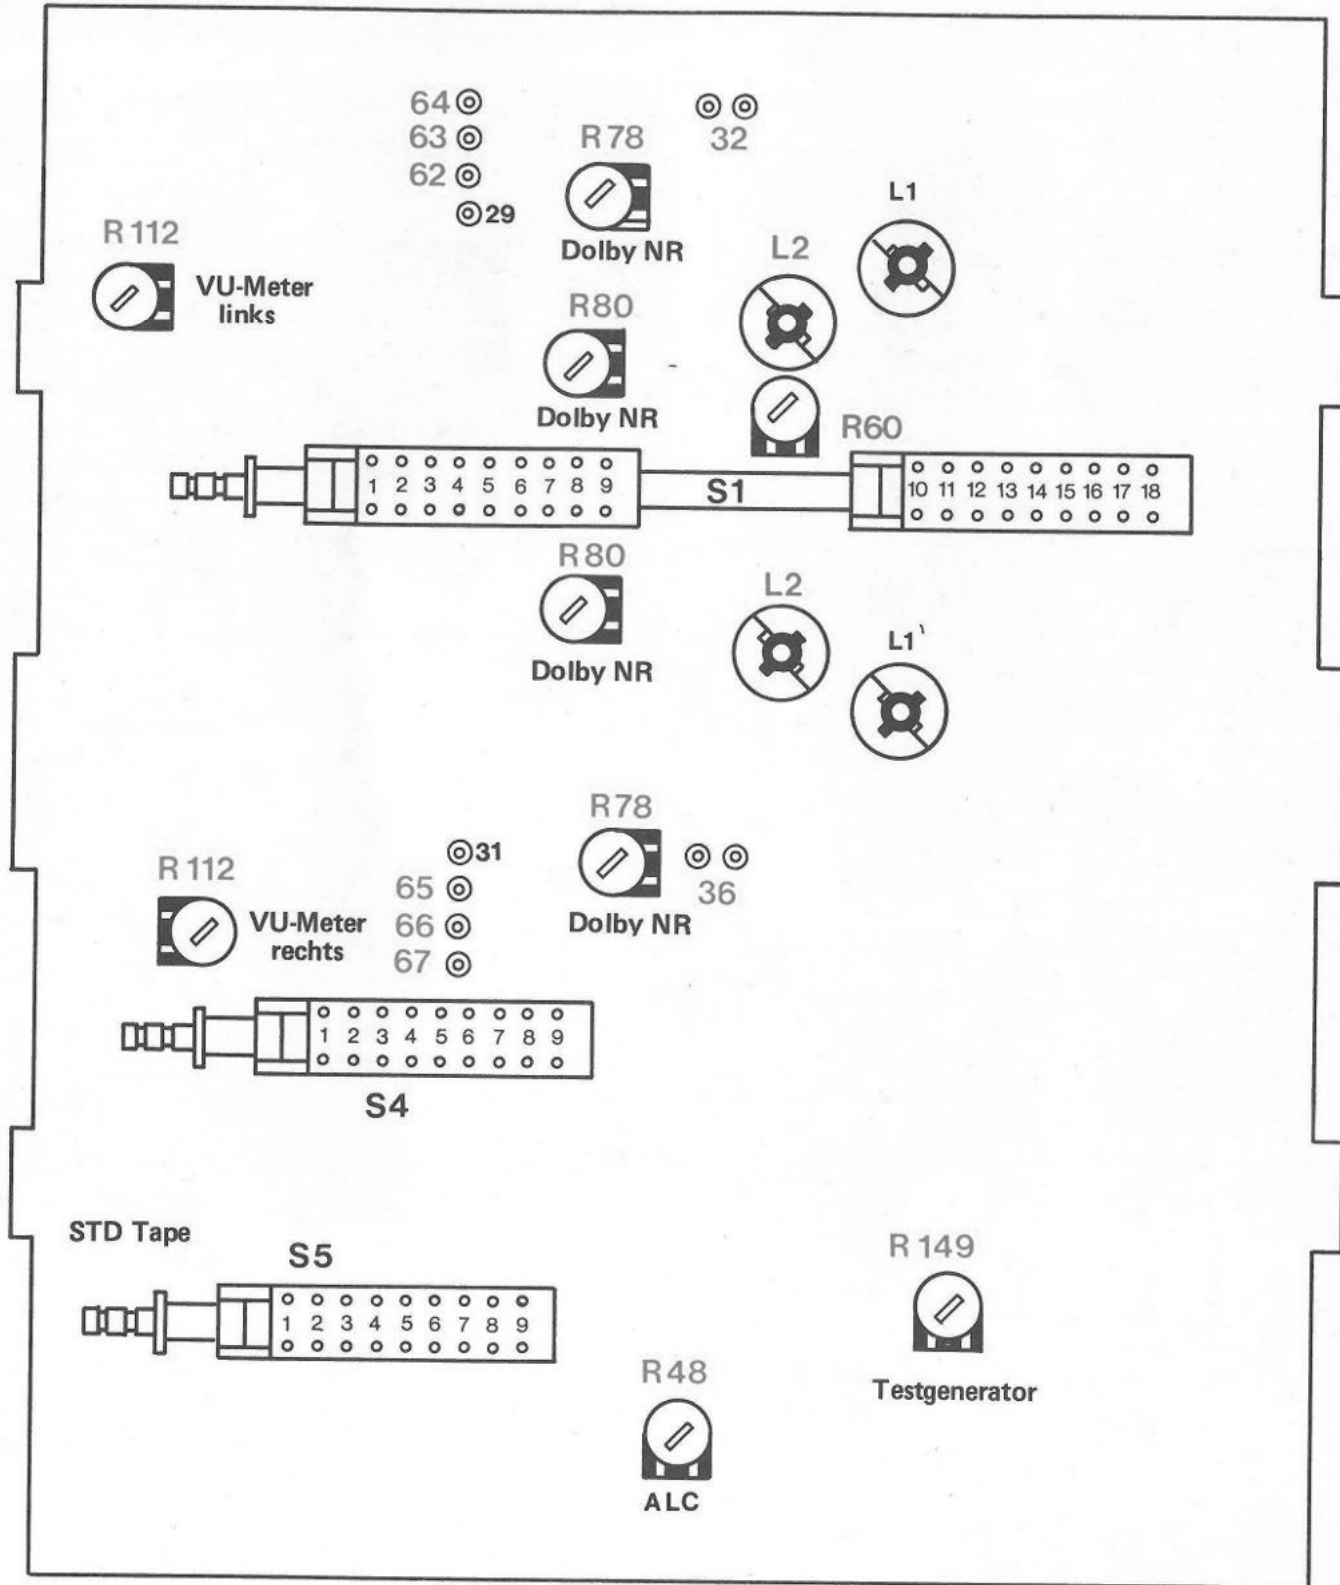 64
63
62
29
R78
Dolby NR
32
L1
L2
R112
VU-Meter
links
R80
Dolby NR
R60
1 2 3 4 5 6 7 8 9
S1
10 11 12 13 14 15 16 17 18
R80
Dolby NR
L2
L1'
R78
Dolby NR
36
31
65
66
67
R112
VU-Meter
rechts
1 2 3 4 5 6 7 8 9
S4
STD Tape
S5
1 2 3 4 5 6 7 8 9
R149
Testgenerator
R48
ALC